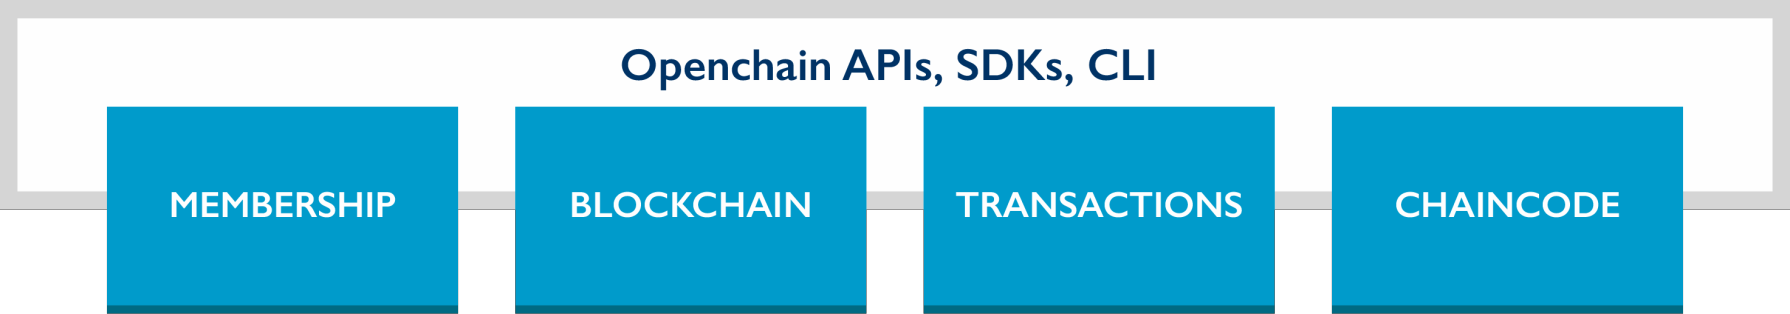 Openchain APIs, SDKs, CLI
MEMBERSHIP
BLOCKCHAIN
TRANSACTIONS
CHAINCODE